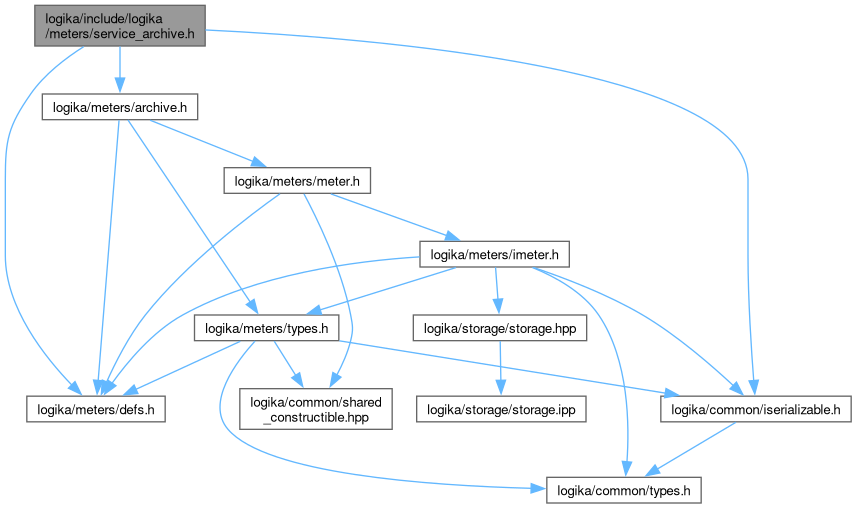 logika/include/logika
/meters/service_archive.h
logika/meters/archive.h
logika/meters/meter.h
logika/meters/imeter.h
logika/meters/types.h
logika/storage/storage.hpp
logika/meters/defs.h
logika/common/shared
_constructible.hpp
logika/storage/storage.ipp
logika/common/iserializable.h
logika/common/types.h